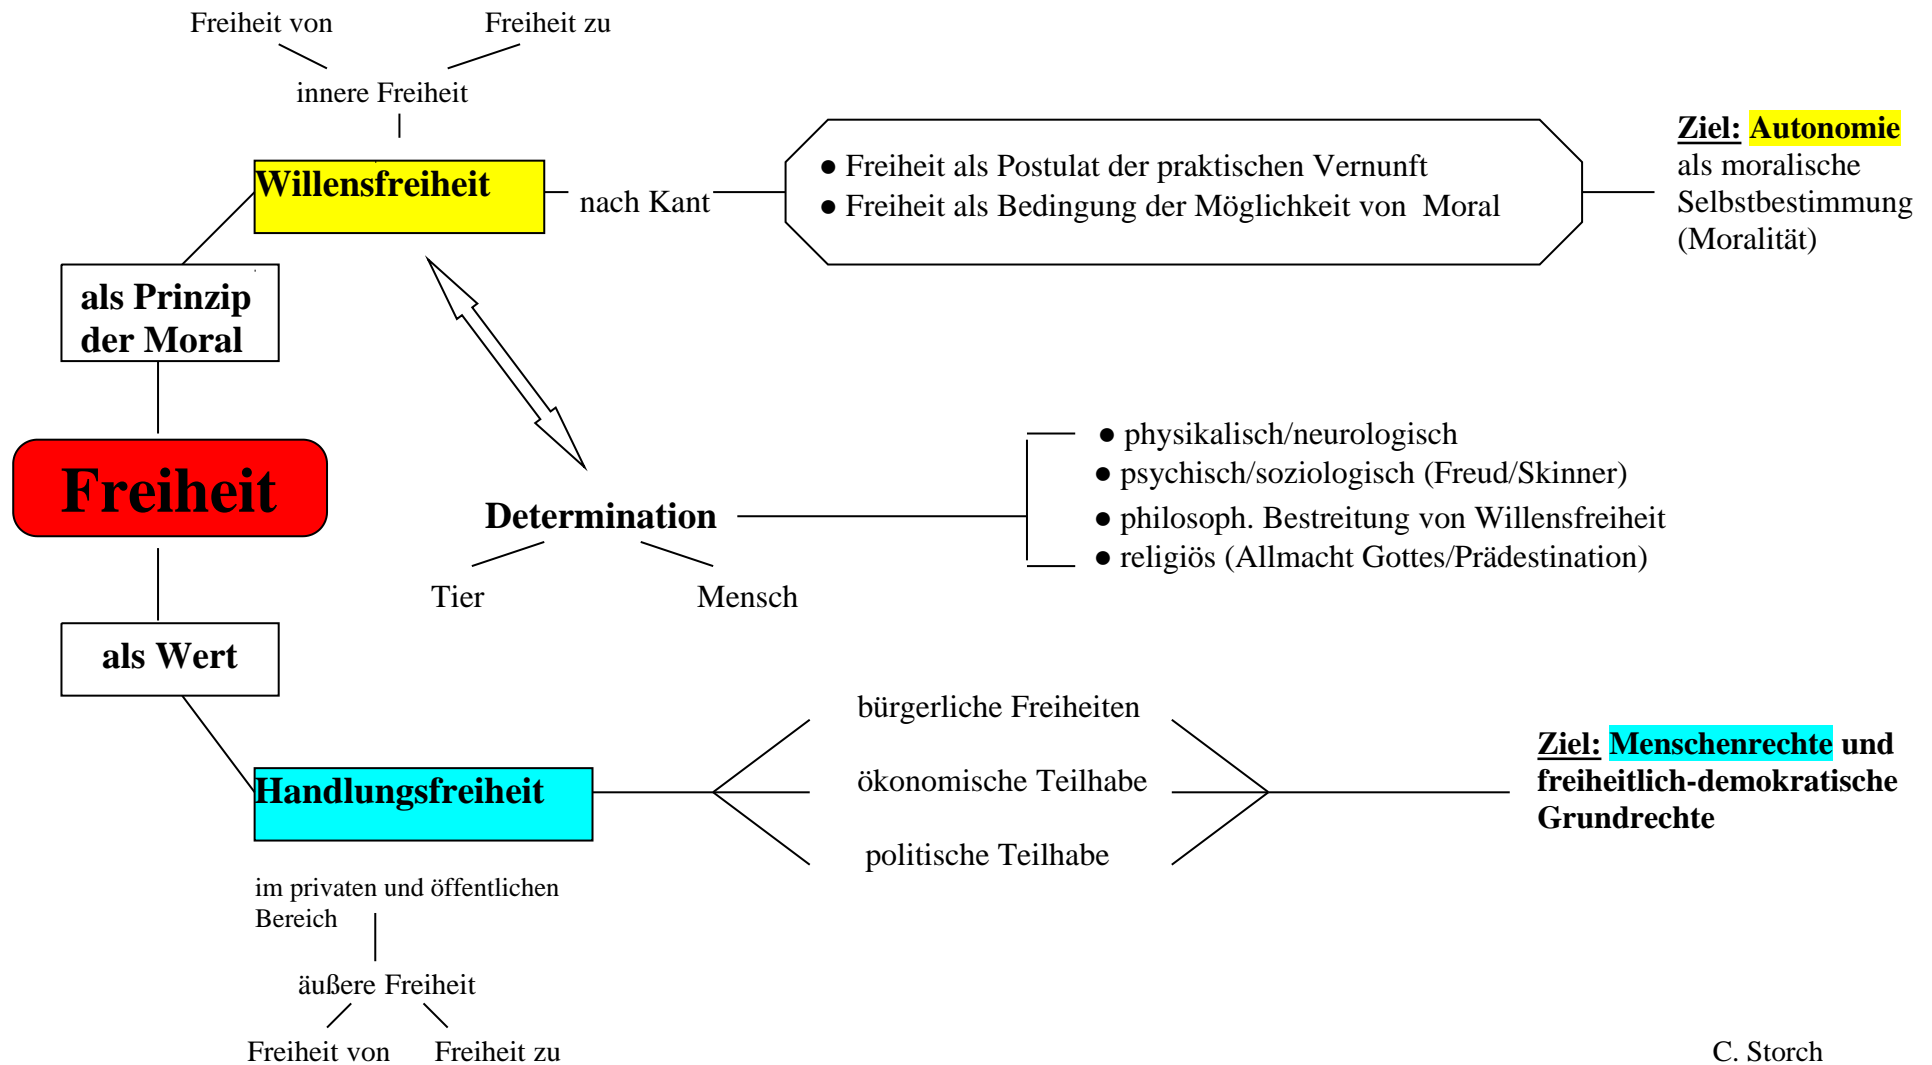 Freiheit von
Freiheit zu
innere Freiheit
Willensfreiheit
nach Kant
● Freiheit als Postulat der praktischen Vernunft
● Freiheit als Bedingung der Möglichkeit von Moral
Ziel: Autonomie
als moralische
Selbstbestimmung
(Moralität)
als Prinzip
der Moral
Freiheit
Determination
Tier
Mensch
● physikalisch/neurologisch
● psychisch/soziologisch (Freud/Skinner)
● philosoph. Bestreitung von Willensfreiheit
● religiös (Allmacht Gottes/Prädestination)
als Wert
Handlungsfreiheit
bürgerliche Freiheiten
ökonomische Teilhabe
politische Teilhabe
Ziel: Menschenrechte und
freiheitlich-demokratische
Grundrechte
im privaten und öffentlichen
Bereich
äußere Freiheit
Freiheit von
Freiheit zu
C. Storch